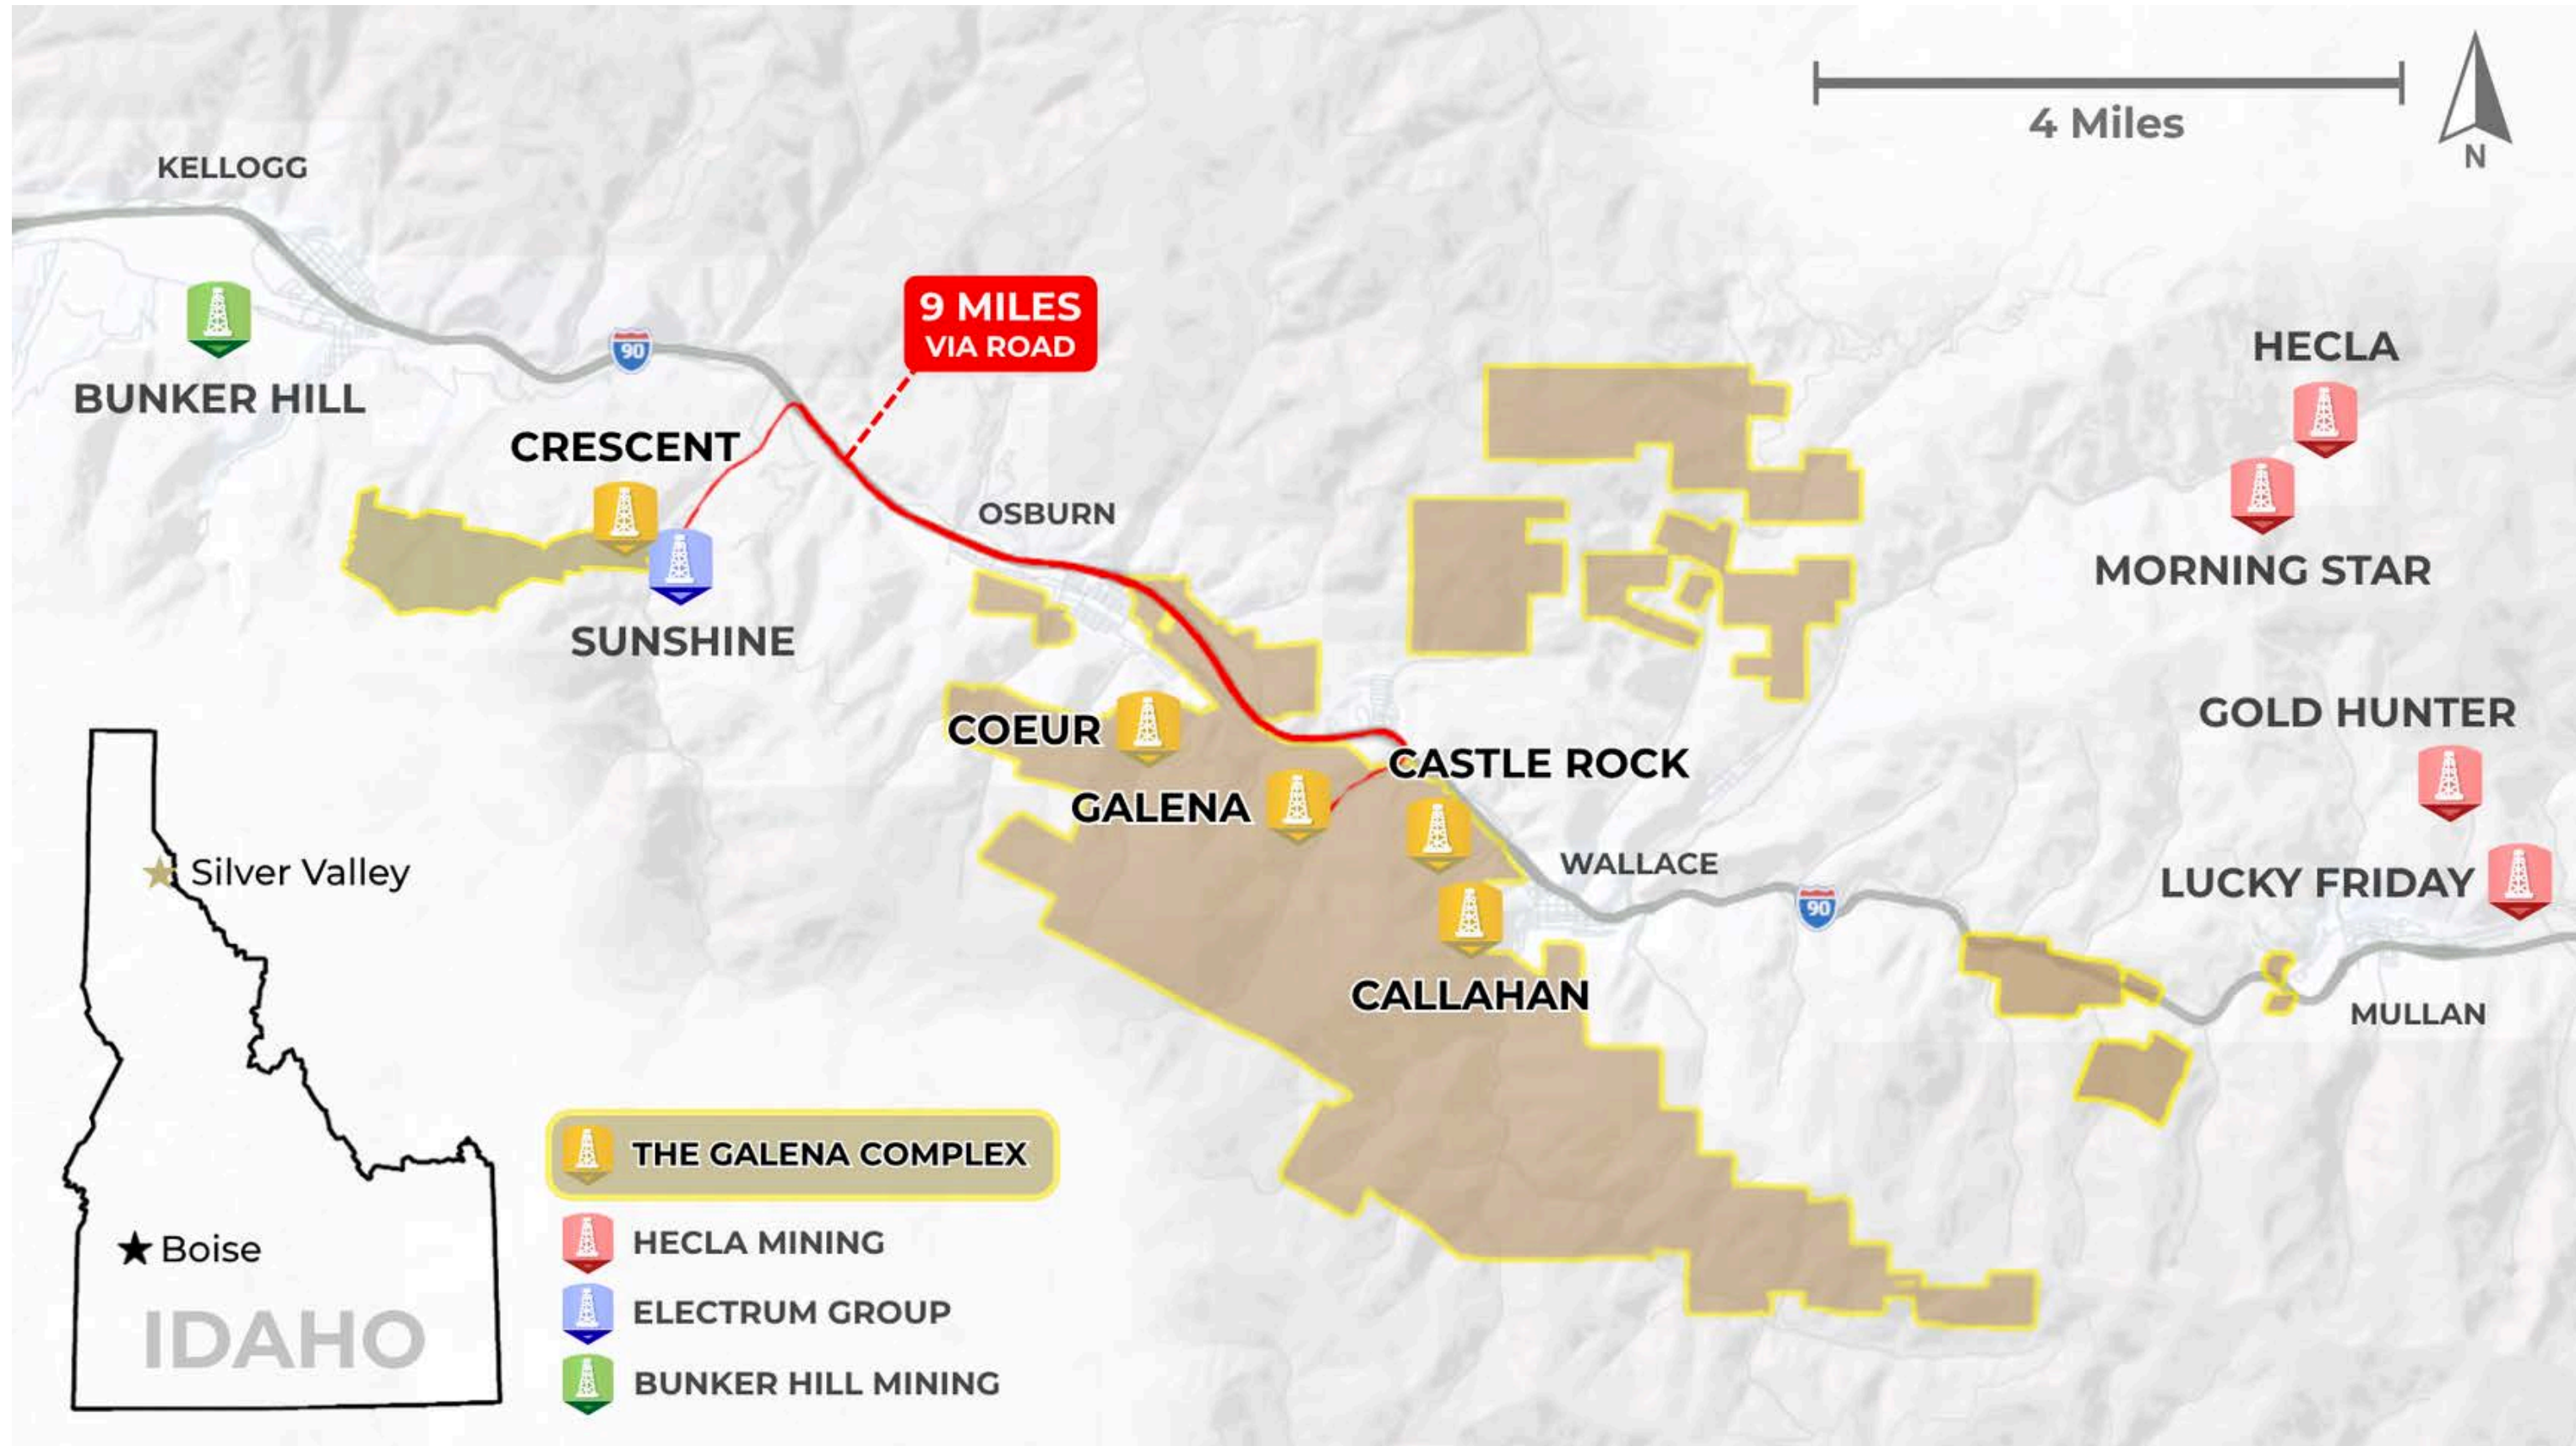 4 Miles
N
KELLOGG
9 MILES
VIA ROAD
90
HECLA
BUNKER HILL
CRESCENT
OSBURN
MORNING STAR
SUNSHINE
GOLD HUNTER
COEUR
CASTLE ROCK
GALENA
WALLACE
LUCKY FRIDAY
90
CALLAHAN
MULLAN
Silver Valley
Boise
IDAHO
THE GALENA COMPLEX
HECLA MINING
ELECTRUM GROUP
BUNKER HILL MINING